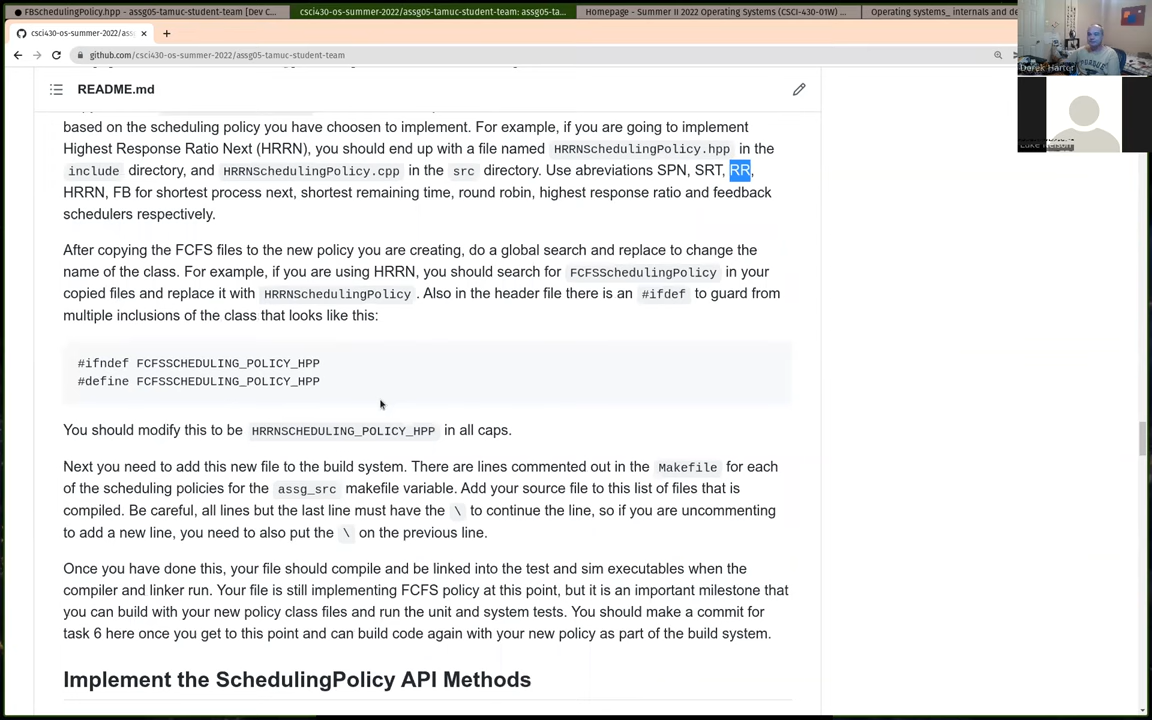 FBSchedulingPolicy.hpp - assg05-tamuc-student-team [Dev C...
csci430-os-summer-2022/assg05-tamuc-student-team: assg05-ta...
Homepage - Summer II 2022 Operating Systems (CSCI-430-01W) ...
Operating systems_ internals and de
csci430-os-summer-2022/ass
github.com/csci430-os-summer-2022/assg05-tamuc-student-team
Derek Harter
README.md
based on the scheduling policy you have choosen to implement. For example, if you are going to implement
Highest Response Ratio Next (HRRN), you should end up with a file named HRRNSchedulingPolicy.hpp in the
include directory, and HRRNSchedulingPolicy.cpp in the src directory. Use abreviations SPN, SRT, RR,
HRRN, FB for shortest process next, shortest remaining time, round robin, highest response ratio and feedback
schedulers respectively.
After copying the FCFS files to the new policy you are creating, do a global search and replace to change the
name of the class. For example, if you are using HRRN, you should search for FCFSSchedulingPolicy in your
copied files and replace it with HRRNSchedulingPolicy . Also in the header file there is an #ifdef to guard from
multiple inclusions of the class that looks like this:
#ifndef FCFSSCHEDULING_POLICY_HPP
#define FCFSSCHEDULING_POLICY_HPP
You should modify this to be HRRNSCHEDULING_POLICY_HPP in all caps.
Next you need to add this new file to the build system. There are lines commented out in the Makefile for each
of the scheduling policies for the assg_src makefile variable. Add your source file to this list of files that is
compiled. Be careful, all lines but the last line must have the \ to continue the line, so if you are uncommenting
to add a new line, you need to also put the \ on the previous line.
Once you have done this, your file should compile and be linked into the test and sim executables when the
compiler and linker run. Your file is still implementing FCFS policy at this point, but it is an important milestone that
you can build with your new policy class files and run the unit and system tests. You should make a commit for
task 6 here once you get to this point and can build code again with your new policy as part of the build system.
Implement the SchedulingPolicy API Methods